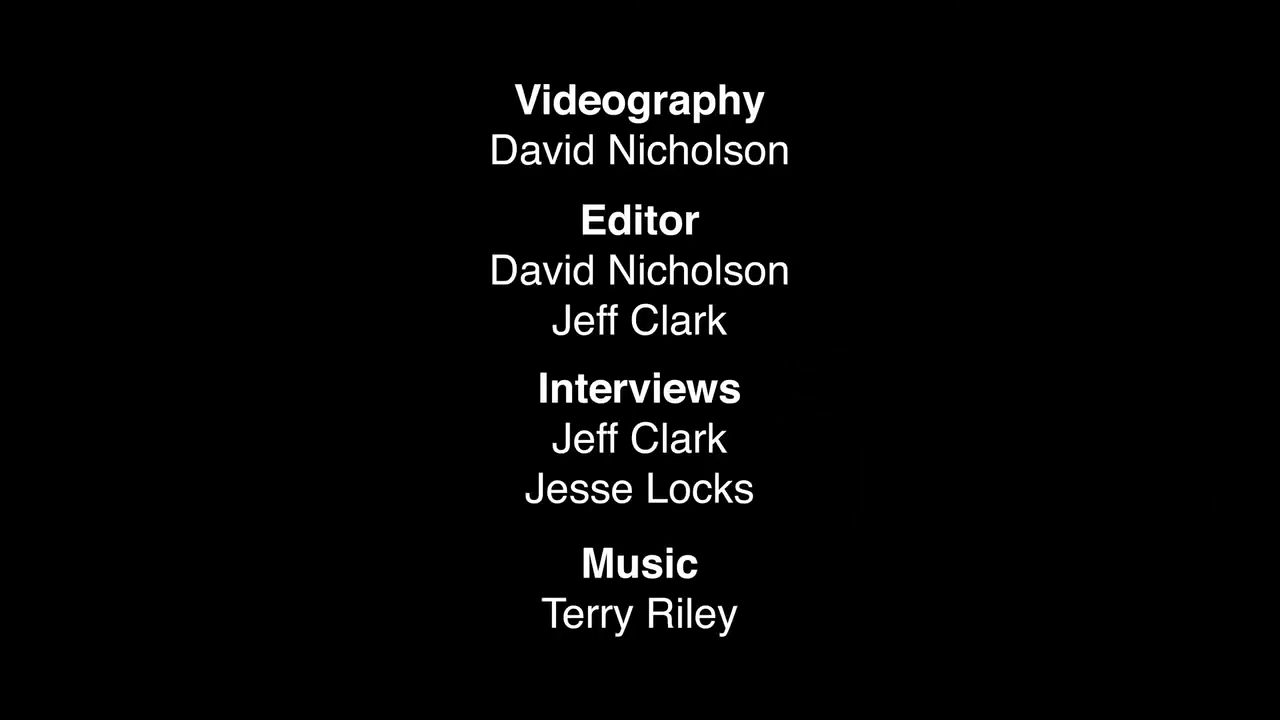 Videography
David Nicholson
Editor
David Nicholson
Jeff Clark
Interviews
Jeff Clark
Jesse Locks
Music
Terry Riley